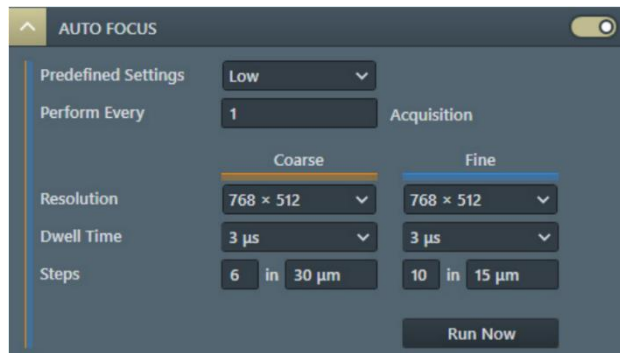 AUTO FOCUS
Predefined Settings Low
Perform Every 1 Acquisition
Coarse Fine
Resolution 768 × 512 768 × 512
Dwell Time 3 µs 3 µs
Steps 6 in 30 µm 10 in 15 µm
Run Now